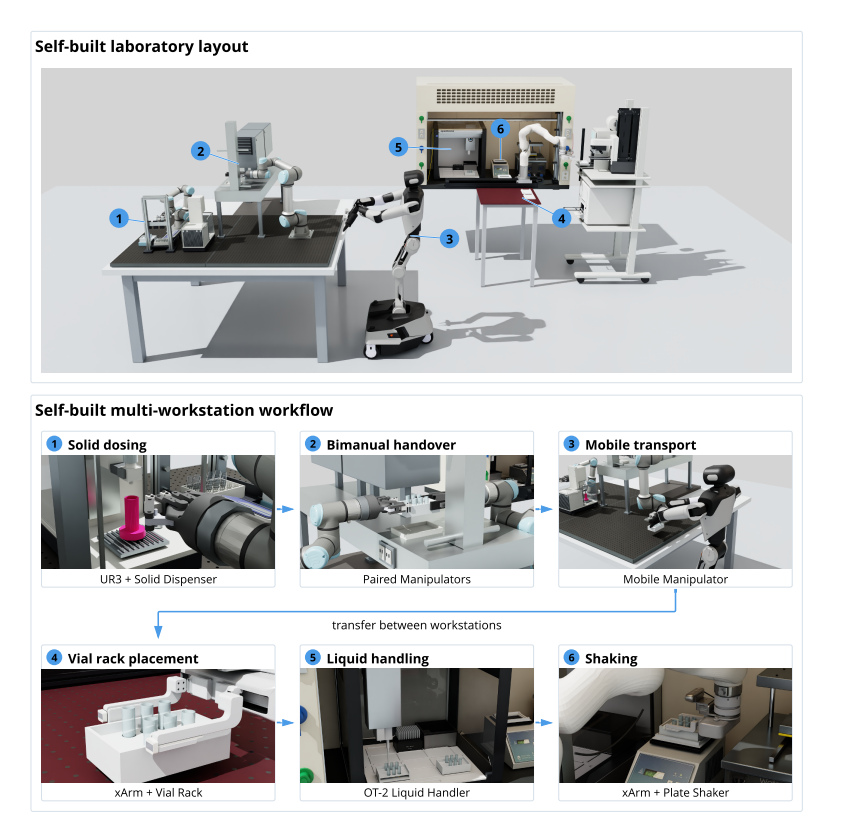 Self-built laboratory layout
6
5
2
1
4
3
Self-built multi-workstation workflow
1 Solid dosing
2 Bimanual handover
3 Mobile transport
UR3 + Solid Dispenser
Paired Manipulators
Mobile Manipulator
transfer between workstations
4 Vial rack placement
5 Liquid handling
6 Shaking
xArm + Vial Rack
OT-2 Liquid Handler
xArm + Plate Shaker